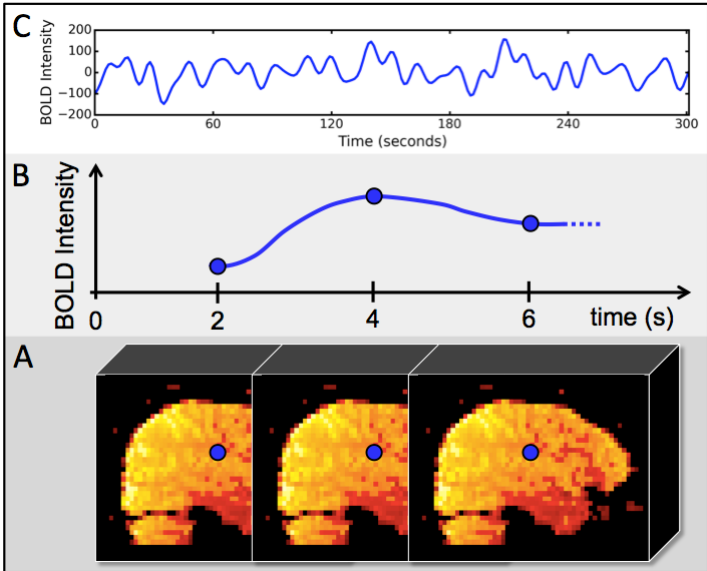 C
BOLD Intensity
200
100
0
−100
−200
0 60 120 180 240 300
Time (seconds)
B
BOLD Intensity
0 2 4 6 time (s)
A